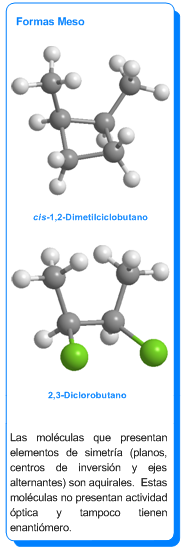 Formas Meso
cis-1,2-Dimetilciclobutano
2,3-Diclorobutano
Las moléculas que presentan
elementos de simetría (planos,
centros de inversión y ejes
alternantes) son aquirales. Estas
moléculas no presentan actividad
óptica y tampoco tienen
enantiómero.